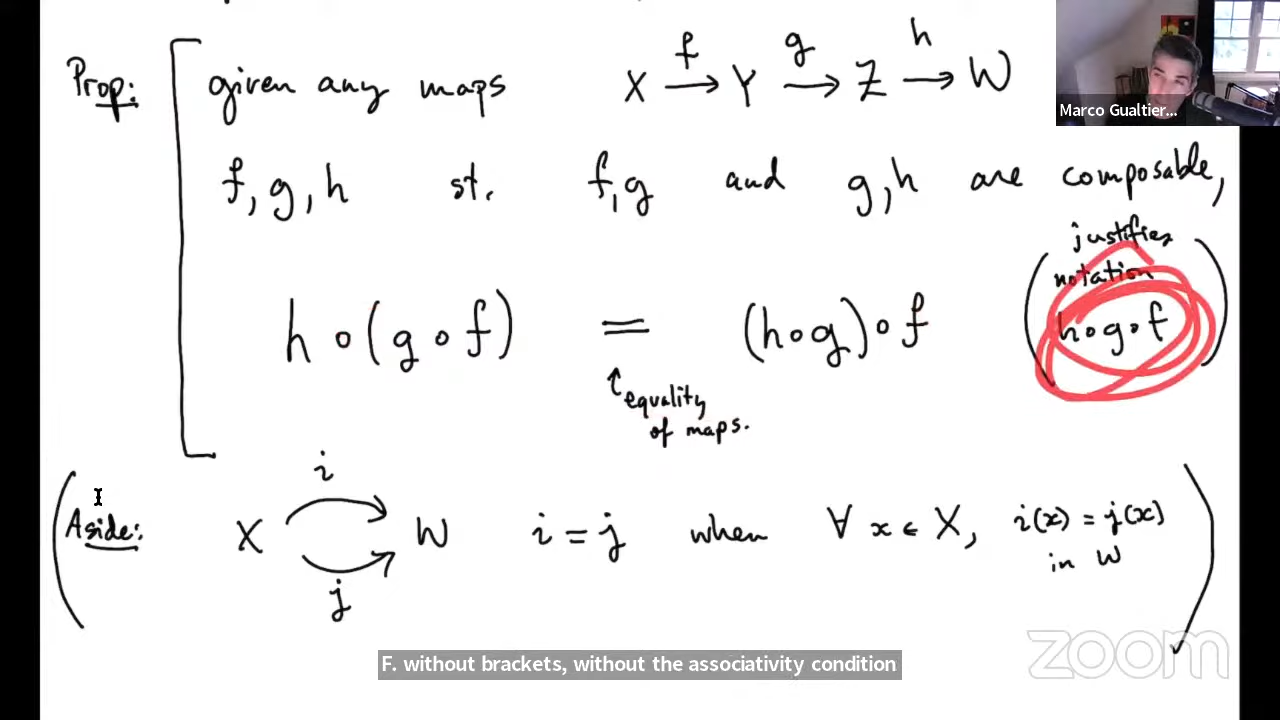 Prop: given any maps X →f Y →g Z →h W
Marco Gualtier...
f, g, h st. f,g and g,h are composable,
justifies
notation
h∘(g∘f) = (h∘g)∘f h∘g∘f
↑ equality
of maps.
i
Aside: X W i = j when ∀ x ∈ X, i(x) = j(x)
in W
j
F. without brackets, without the associativity condition
zoom